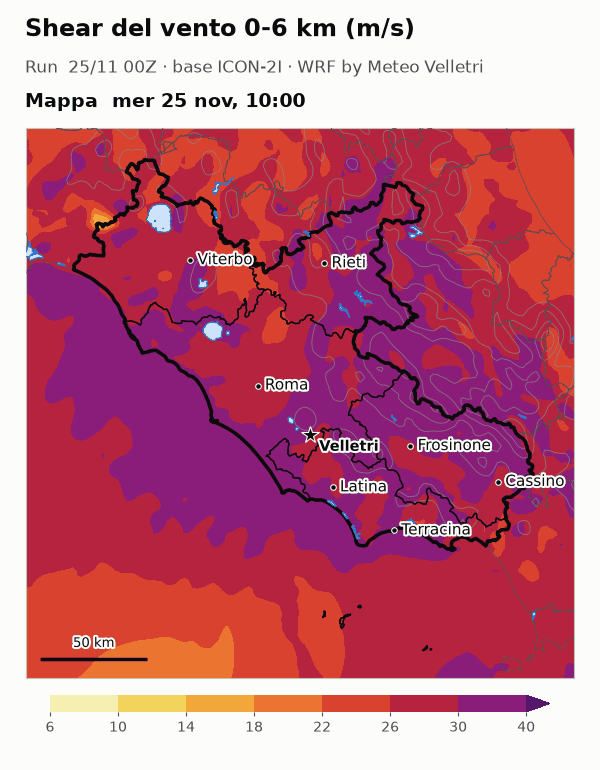 Shear del vento 0-6 km (m/s)
Run  25/11 00Z · base ICON-2I · WRF by Meteo Velletri
Mappa  mer 25 nov, 10:00
Viterbo
Rieti
Roma
Velletri
Frosinone
Latina
Cassino
Terracina
50 km
6 10 14 18 22 26 30 40